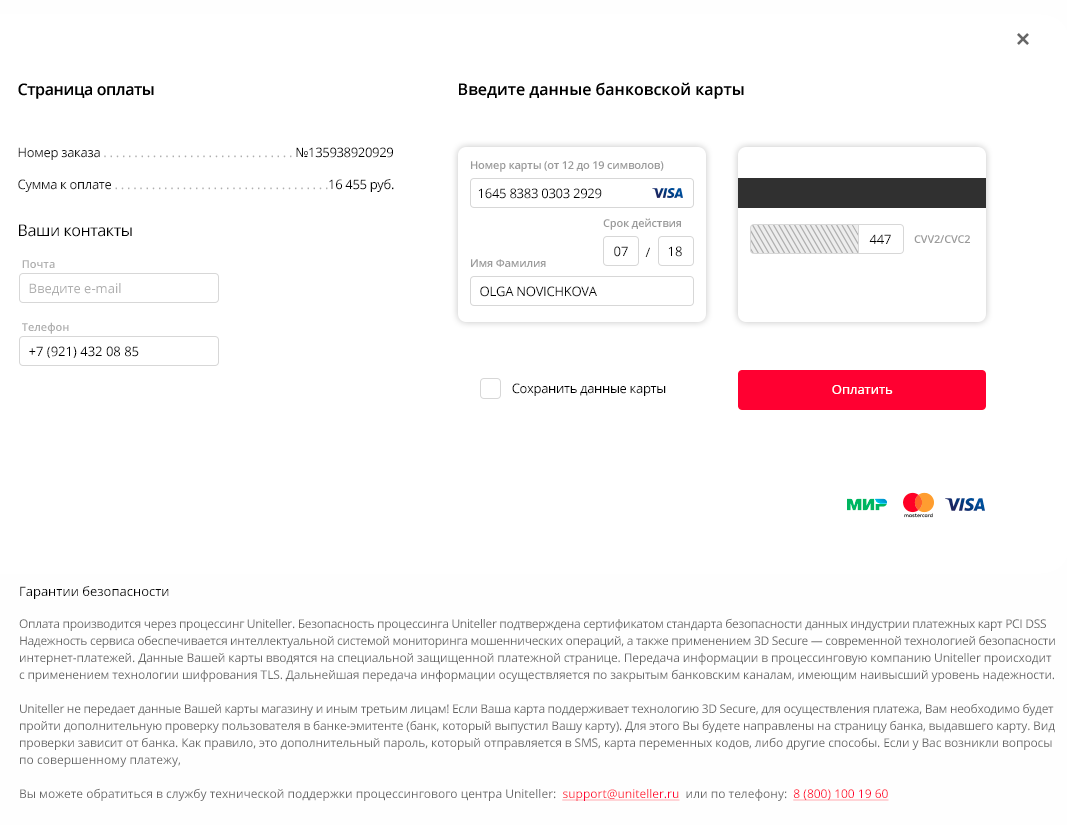 Страница оплаты
Номер заказа №135938920929
Сумма к оплате 16 455 руб.
Ваши контакты
Почта
Введите e-mail
Телефон
+7 (921) 432 08 85
Введите данные банковской карты
Номер карты (от 12 до 19 символов)
1645 8383 0303 2929 VISA
Срок действия
07 / 18
Имя Фамилия
OLGA NOVICHKOVA
447 CVV2/CVC2
Сохранить данные карты
Оплатить
МИР mastercard VISA
Гарантии безопасности
Оплата производится через процессинг Uniteller. Безопасность процессинга Uniteller подтверждена сертификатом стандарта безопасности данных индустрии платежных карт PCI DSS
Надежность сервиса обеспечивается интеллектуальной системой мониторинга мошеннических операций, а также применением 3D Secure — современной технологией безопасности
интернет-платежей. Данные Вашей карты вводятся на специальной защищенной платежной странице. Передача информации в процессинговую компанию Uniteller происходит
с применением технологии шифрования TLS. Дальнейшая передача информации осуществляется по закрытым банковским каналам, имеющим наивысший уровень надежности.
Uniteller не передает данные Вашей карты магазину и иным третьим лицам! Если Ваша карта поддерживает технологию 3D Secure, для осуществления платежа, Вам необходимо будет
пройти дополнительную проверку пользователя в банке-эмитенте (банк, который выпустил Вашу карту). Для этого Вы будете направлены на страницу банка, выдавшего карту. Вид
проверки зависит от банка. Как правило, это дополнительный пароль, который отправляется в SMS, карта переменных кодов, либо другие способы. Если у Вас возникли вопросы
по совершенному платежу,
Вы можете обратиться в службу технической поддержки процессингового центра Uniteller: support@uniteller.ru или по телефону: 8 (800) 100 19 60